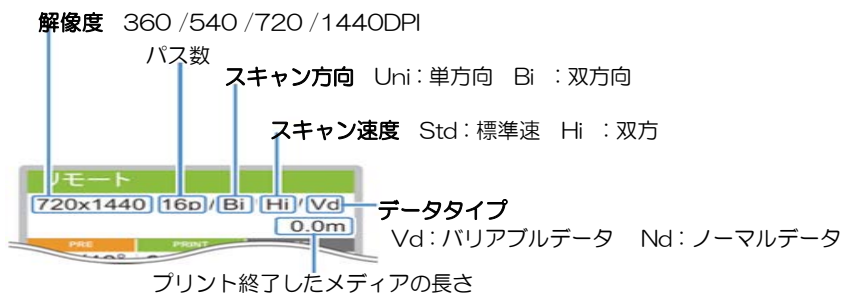 解像度 360 /540 /720 /1440DPI
パス数
スキャン方向 Uni：単方向 Bi ：双方向
スキャン速度 Std：標準速 Hi ：双方
リモート
720x1440 16p/Bi/Hi/Vd
データタイプ
0.0m
Vd：バリアブルデータ Nd：ノーマルデータ
PRE PRINT
プリント終了したメディアの長さ